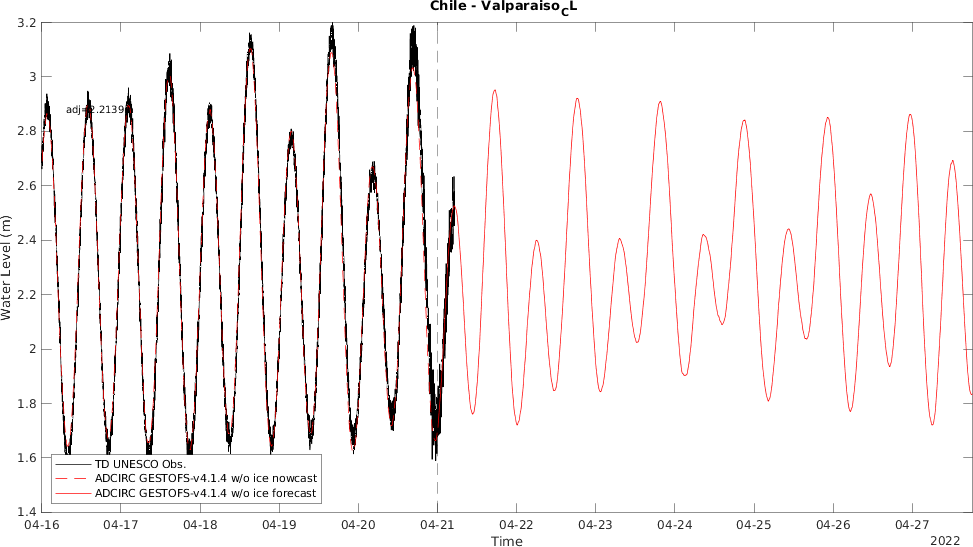 Chile - Valparaiso_CL
3.2
3
2.8
2.6
2.4
2.2
2
1.8
1.6
1.4
Water Level (m)
TD UNESCO Obs.
ADCIRC GESTOFS-v4.1.4 w/o ice nowcast
ADCIRC GESTOFS-v4.1.4 w/o ice forecast
04-16 04-17 04-18 04-19 04-20 04-21 04-22 04-23 04-24 04-25 04-26 04-27
Time
2022